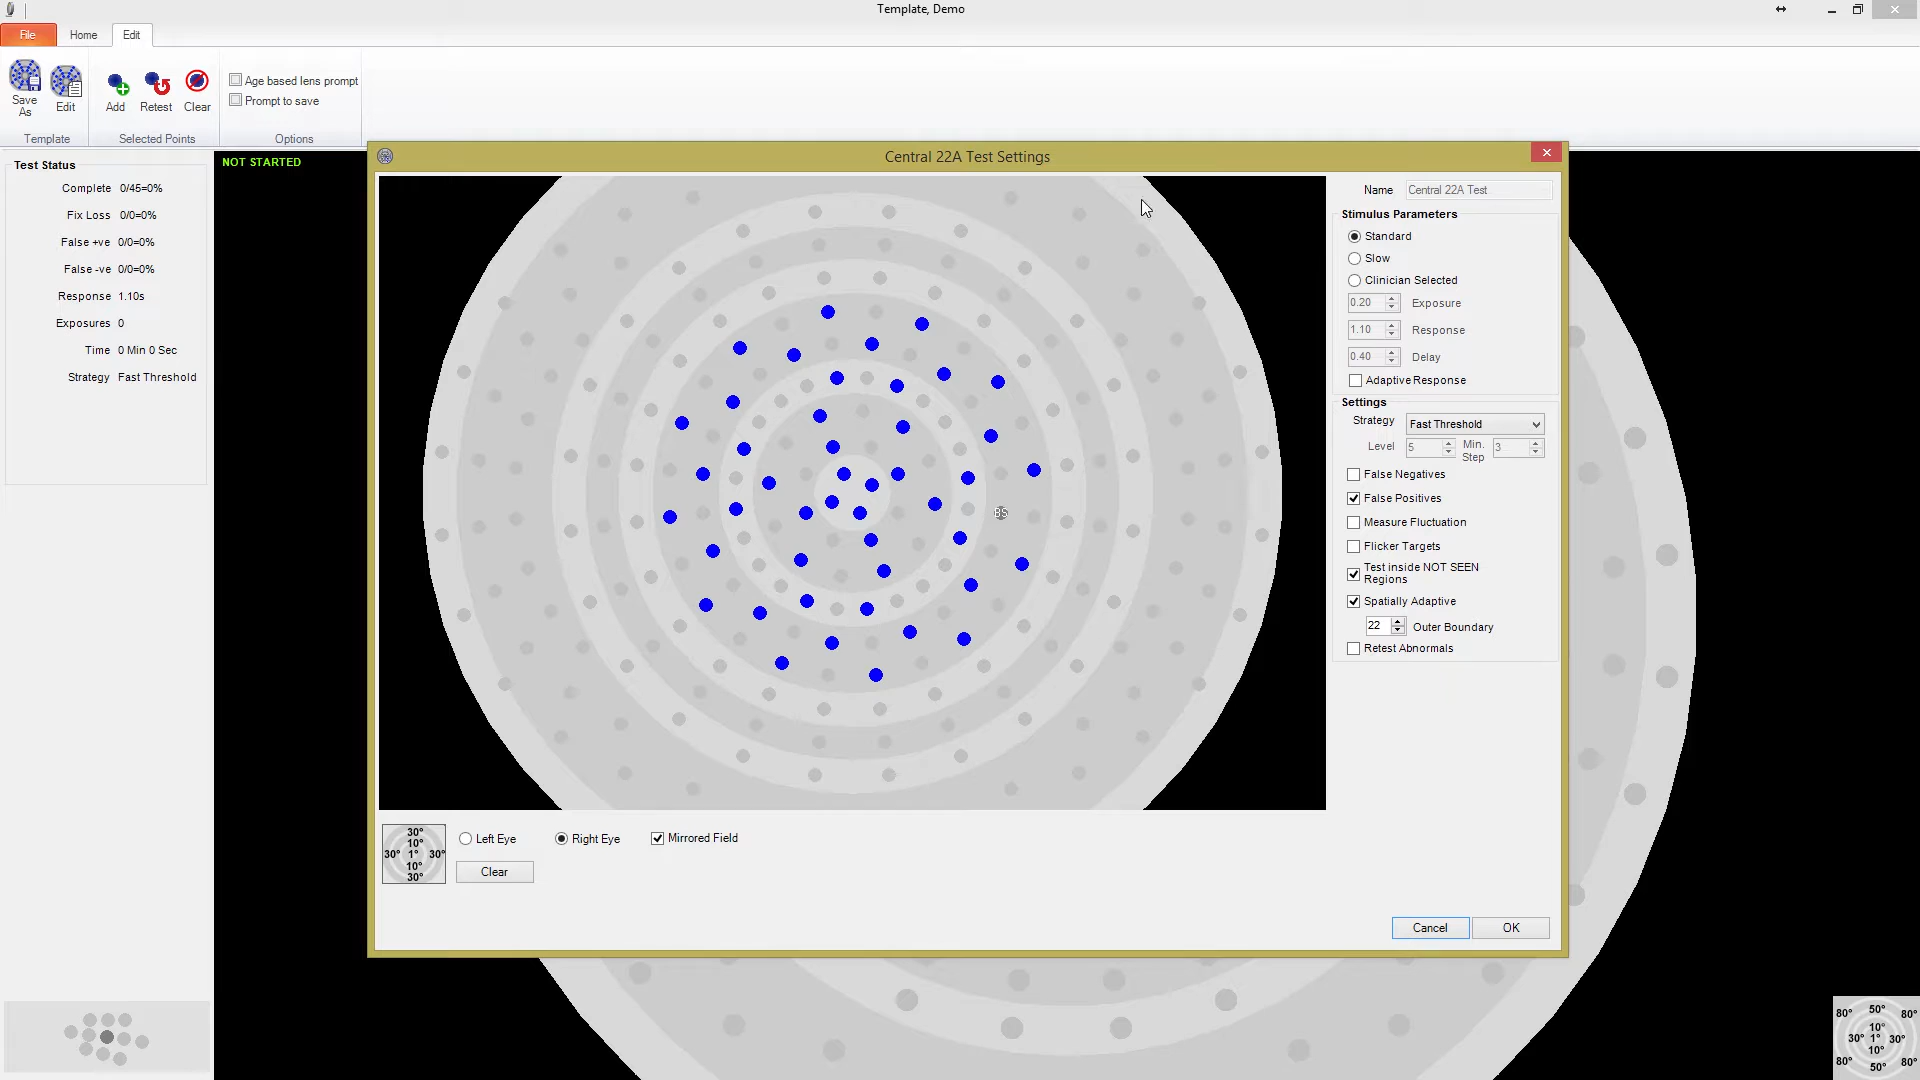 Template, Demo
File Home Edit
Save As
Edit
Add
Retest
Clear
Age based lens prompt
Prompt to save
Template
Selected Points
Options
Test Status
Complete 0/45=0%
Fix Loss 0/0=0%
False +ve 0/0=0%
False -ve 0/0=0%
Response 1.10s
Exposures 0
Time 0 Min 0 Sec
Strategy Fast Threshold
NOT STARTED
Central 22A Test Settings
BS
Name Central 22A Test
Stimulus Parameters
Standard
Slow
Clinician Selected
0.20 Exposure
1.10 Response
0.40 Delay
Adaptive Response
Settings
Strategy Fast Threshold
Level 5 Min. Step 3
False Negatives
False Positives
Measure Fluctuation
Flicker Targets
Test inside NOT SEEN
Regions
Spatially Adaptive
22 Outer Boundary
Retest Abnormals
30°
10°
30° 1° 30°
10°
30°
Left Eye Right Eye Mirrored Field
Clear
Cancel OK
80° 50° 80°
10°
30° 1° 30°
10°
80° 50° 80°